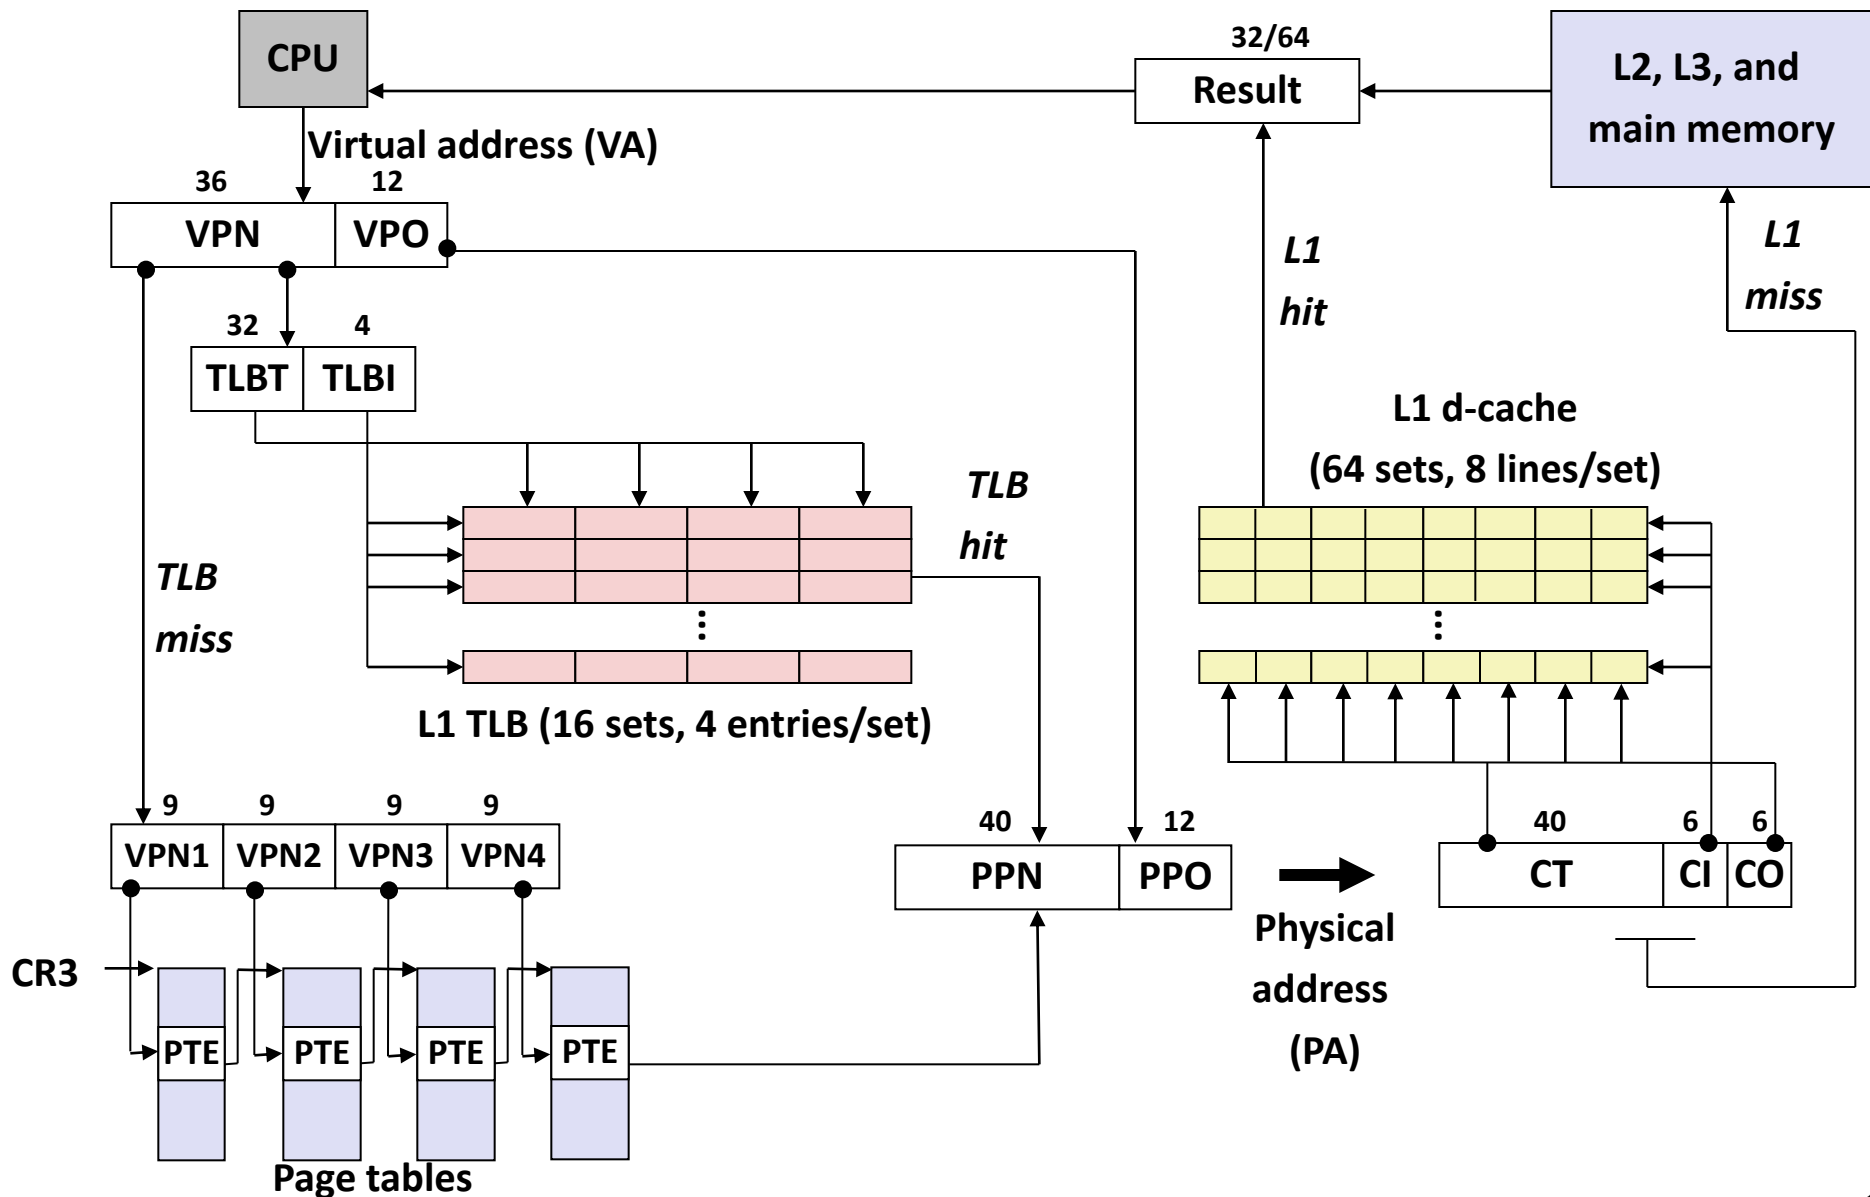 CPU
32/64
Result
L2, L3, and
main memory
Virtual address (VA)
36
12
VPN
VPO
L1
hit
L1
miss
32
4
TLBT
TLBI
L1 d-cache
(64 sets, 8 lines/set)
TLB
hit
TLB
miss
...
...
L1 TLB (16 sets, 4 entries/set)
9
9
9
9
VPN1
VPN2
VPN3
VPN4
40
12
PPN
PPO
40
6
6
CT
CI
CO
Physical
address
(PA)
CR3
PTE
PTE
PTE
PTE
Page tables